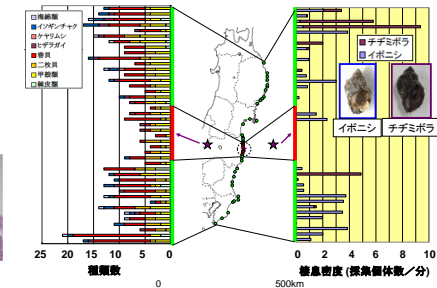 海綿類
イソギンチャク
ケヤリムシ
ヒザラガイ
巻貝
二枚貝
甲殻類
棘皮類
チヂミボラ
イボニシ
イボニシ
チヂミボラ
25 20 15 10 5 0
0 2 4 6 8 10
種類数
棲息密度 (採集個体数/分)
0 500km